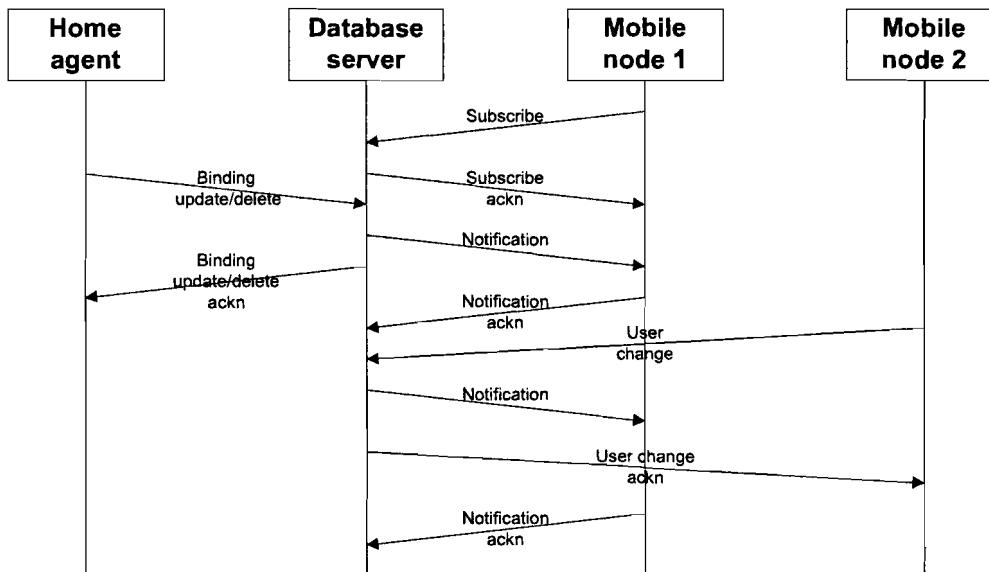 Home
agent
Database
server
Mobile
node 1
Mobile
node 2
Subscribe
Binding
update/delete
Subscribe
ackn
Notification
Binding
update/delete
ackn
Notification
ackn
User
change
Notification
User change
ackn
Notification
ackn